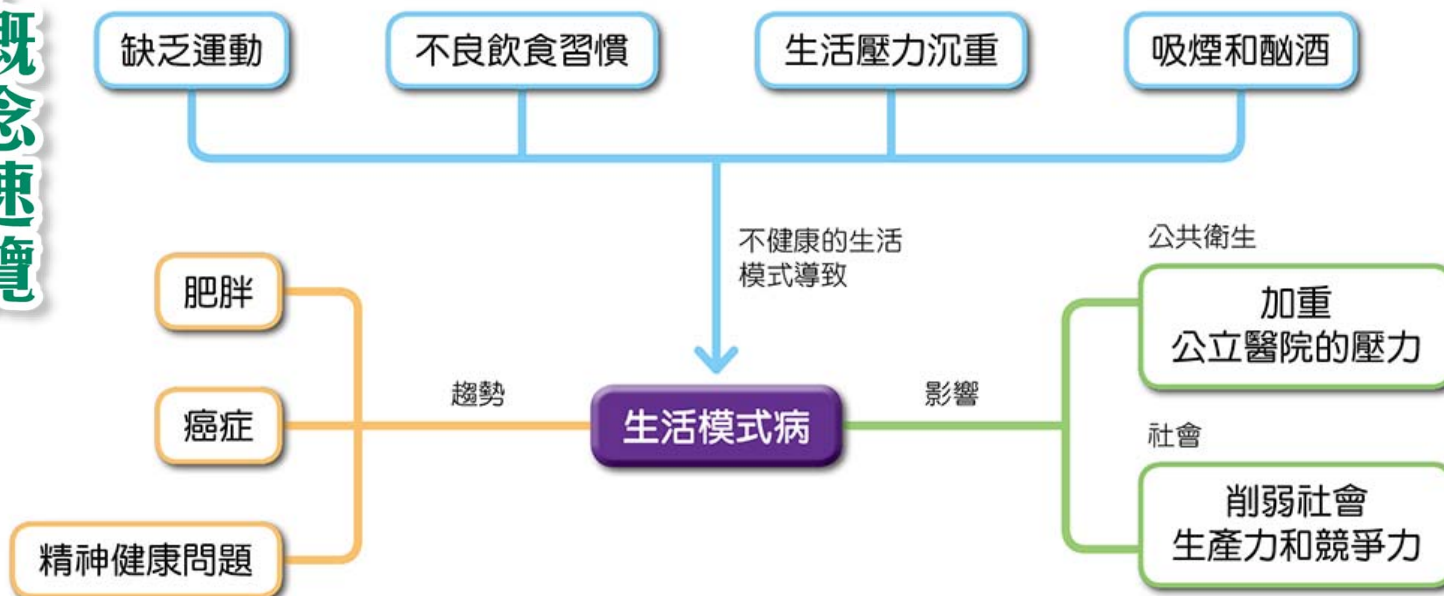 概念速覽
缺乏運動
不良飲食習慣
生活壓力沉重
吸煙和酗酒
不健康的生活
模式導致
肥胖
癌症
精神健康問題
趨勢
生活模式病
影響
公共衛生
加重
公立醫院的壓力
社會
削弱社會
生產力和競爭力